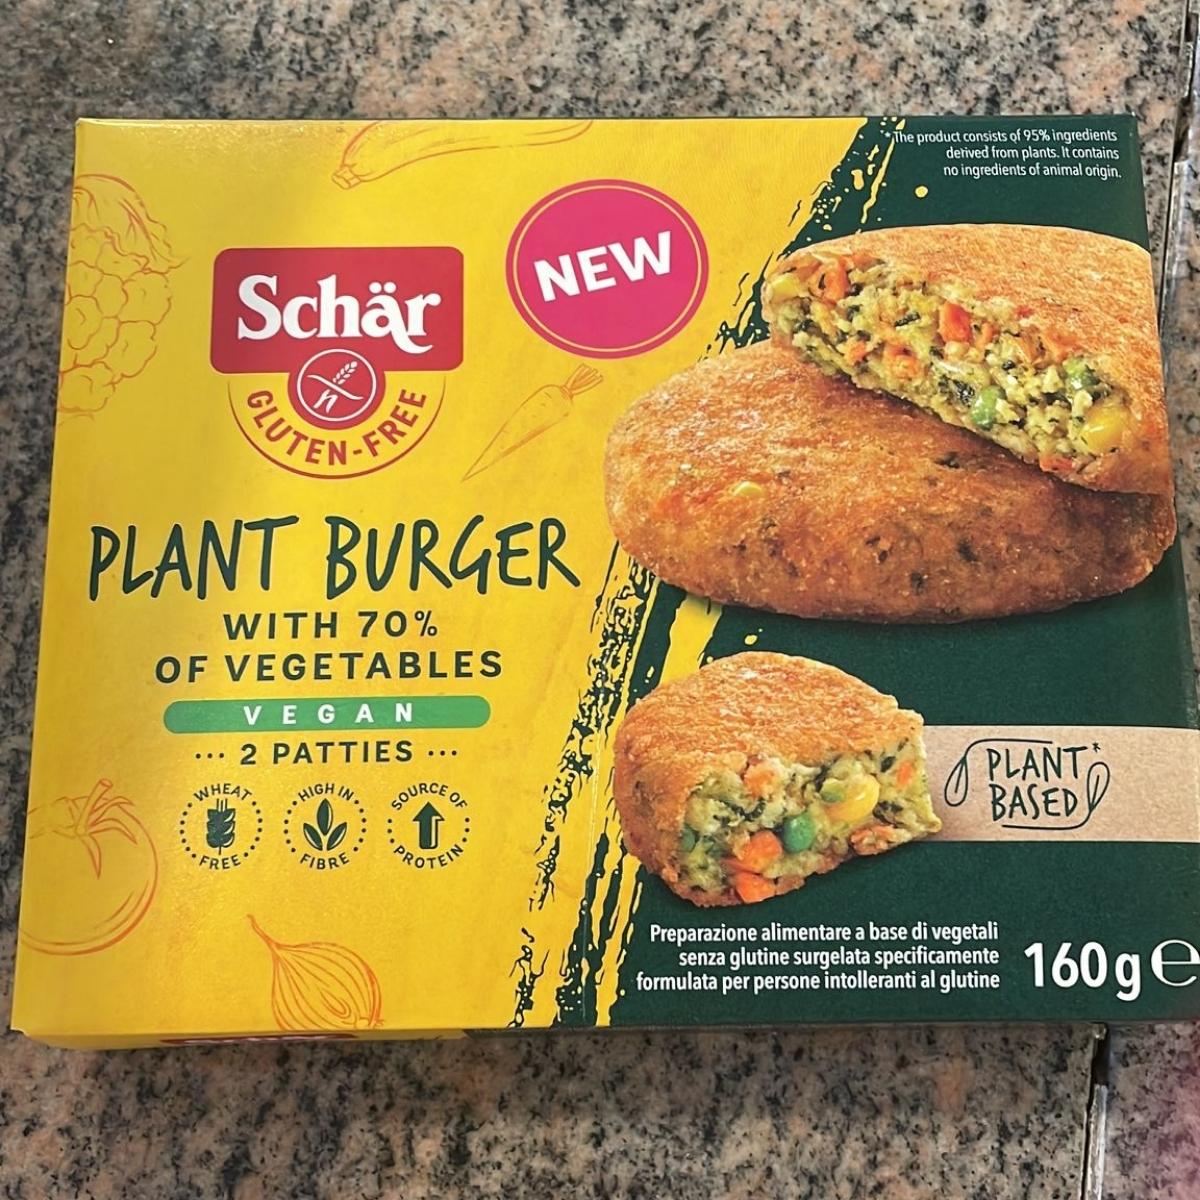 The product consists of 95% ingredients
derived from plants. It contains
no ingredients of animal origin.
NEW
Schär
GLUTEN-FREE
PLANT BURGER
WITH 70%
OF VEGETABLES
VEGAN
··· 2 PATTIES ···
WHEAT FREE
HIGH IN FIBRE
SOURCE OF PROTEIN
PLANT*
BASED
Preparazione alimentare a base di vegetali
senza glutine surgelata specificamente
formulata per persone intolleranti al glutine
160g e